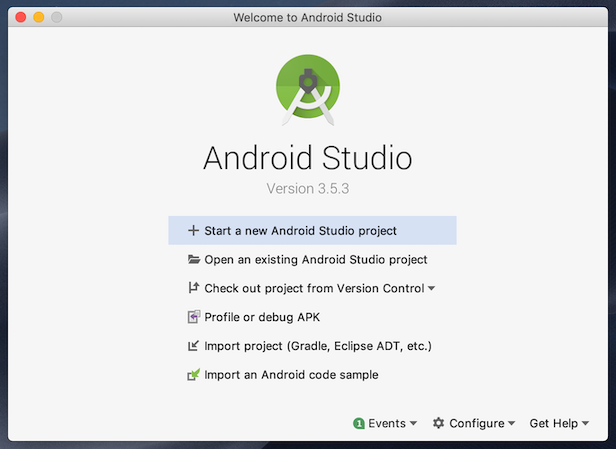 Welcome to Android Studio
Android Studio
Version 3.5.3
Start a new Android Studio project
Open an existing Android Studio project
Check out project from Version Control
Profile or debug APK
Import project (Gradle, Eclipse ADT, etc.)
Import an Android code sample
1 Events Configure Get Help